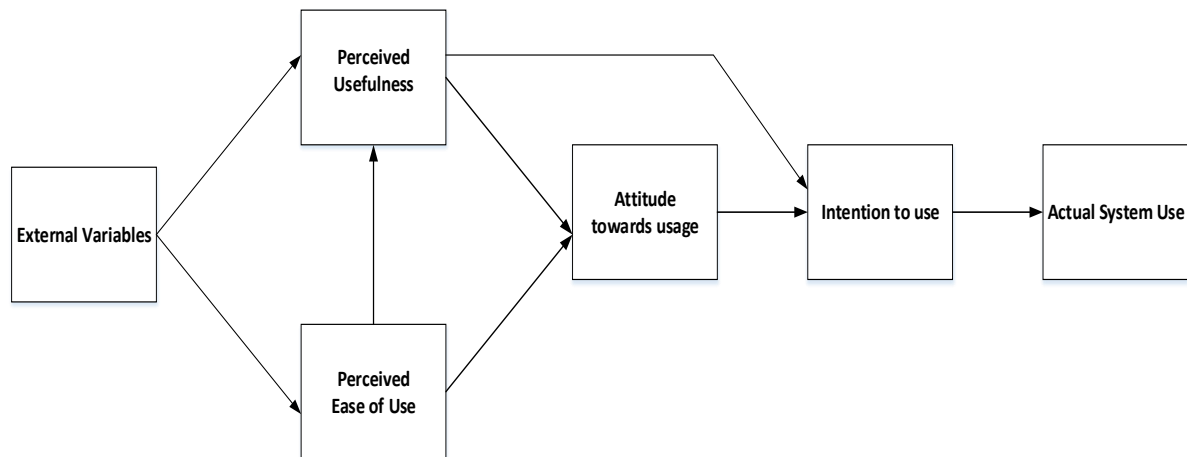 Perceived
Usefulness
External Variables
Perceived
Ease of Use
Attitude
towards usage
Intention to use
Actual System Use